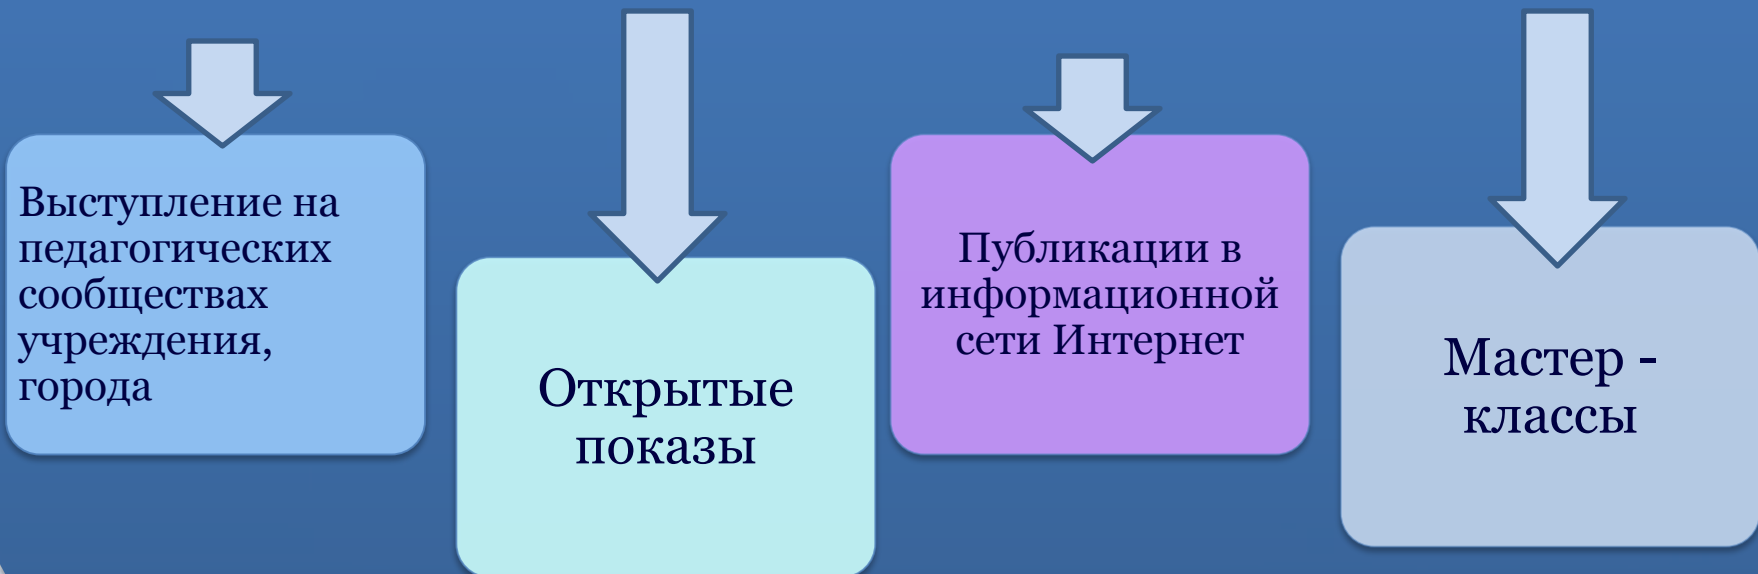 Выступление на
педагогических
сообществах
учреждения,
города
Открытые
показы
Публикации в
информационной
сети Интернет
Мастер -
классы